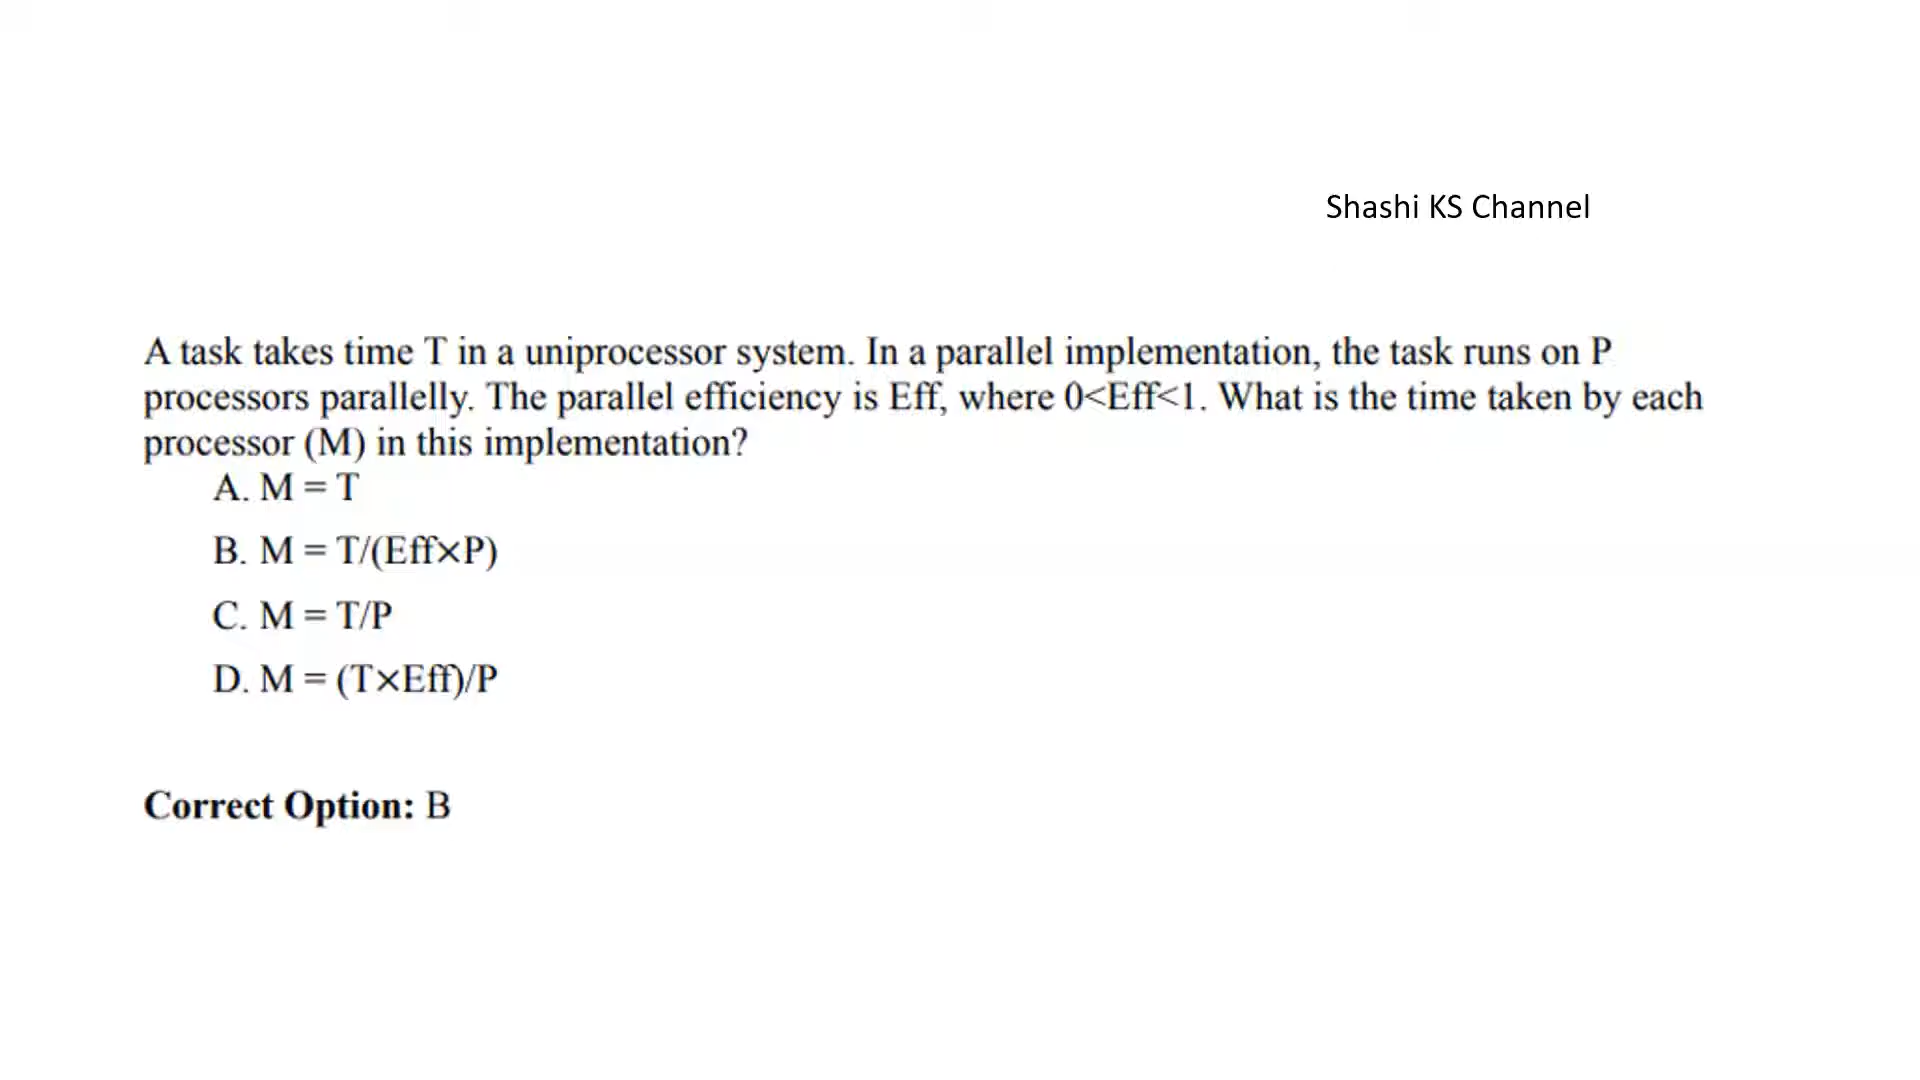 Shashi KS Channel
A task takes time T in a uniprocessor system. In a parallel implementation, the task runs on P
processors parallelly. The parallel efficiency is Eff, where 0<Eff<1. What is the time taken by each
processor (M) in this implementation?
A. M = T
B. M = T/(Eff×P)
C. M = T/P
D. M = (T×Eff)/P
Correct Option: B